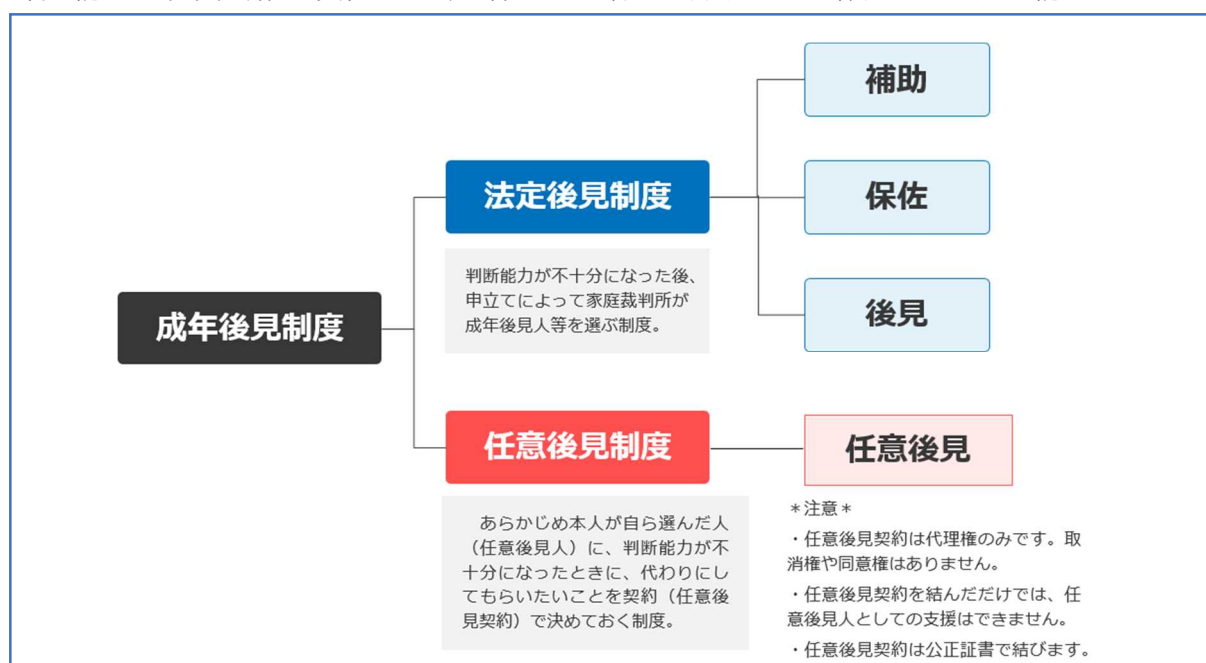 成年後見制度
法定後見制度
判断能力が不十分になった後、
申立てによって家庭裁判所が
成年後見人等を選ぶ制度。
補助
保佐
後見
任意後見制度
あらかじめ本人が自ら選んだ人
（任意後見人）に、判断能力が不
十分になったときに、代わりにし
てもらいたいことを契約（任意後
見契約）で決めておく制度。
任意後見
＊注意＊
・任意後見契約は代理権のみです。取
消権や同意権はありません。
・任意後見契約を結んだだけでは、任
意後見人としての支援はできません。
・任意後見契約は公正証書で結びます。